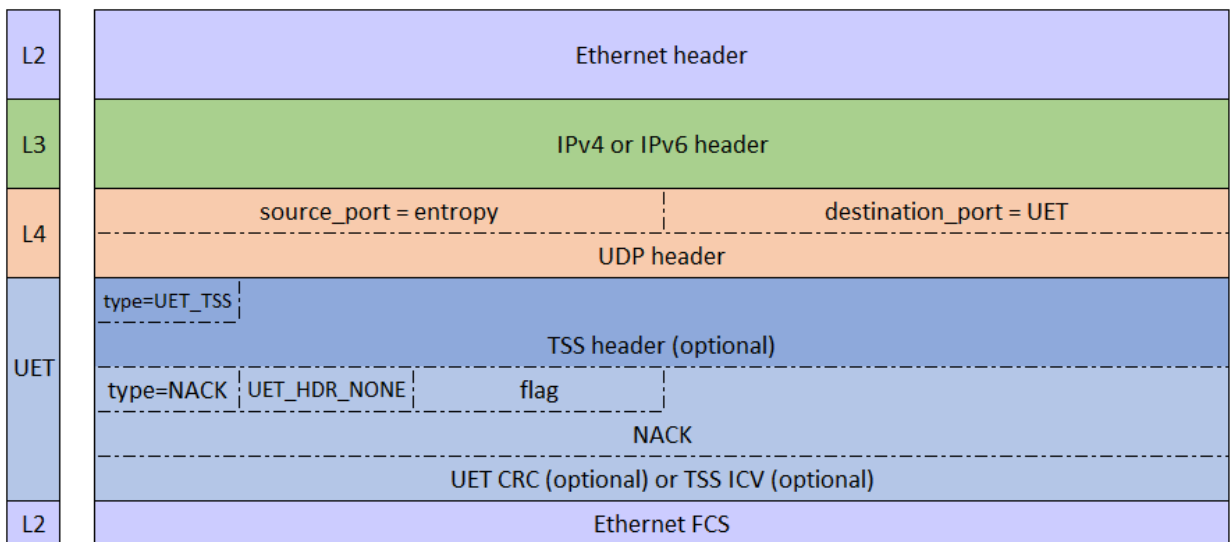 L2 Ethernet header
L3 IPv4 or IPv6 header
L4 source_port = entropy destination_port = UET
UDP header
UET type=UET_TSS
TSS header (optional)
type=NACK UET_HDR_NONE flag
NACK
UET CRC (optional) or TSS ICV (optional)
L2 Ethernet FCS